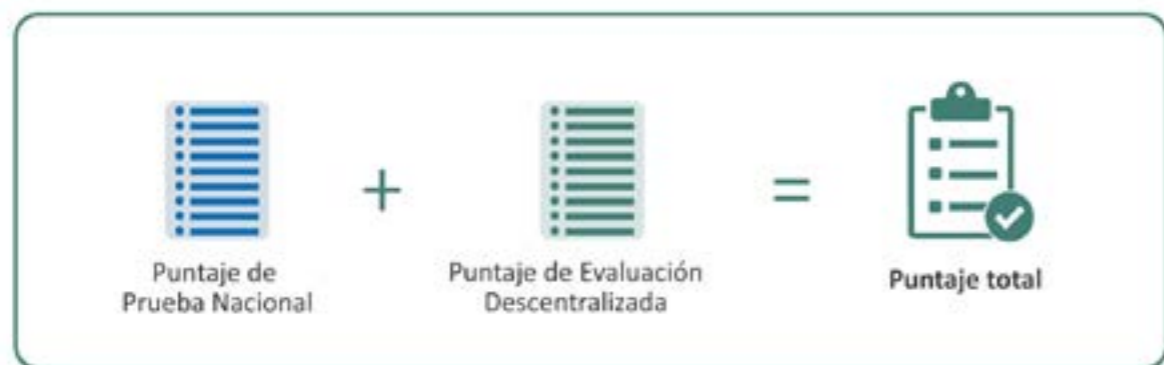 Puntaje de
Prueba Nacional
+
Puntaje de Evaluación
Descentralizada
=
Puntaje total